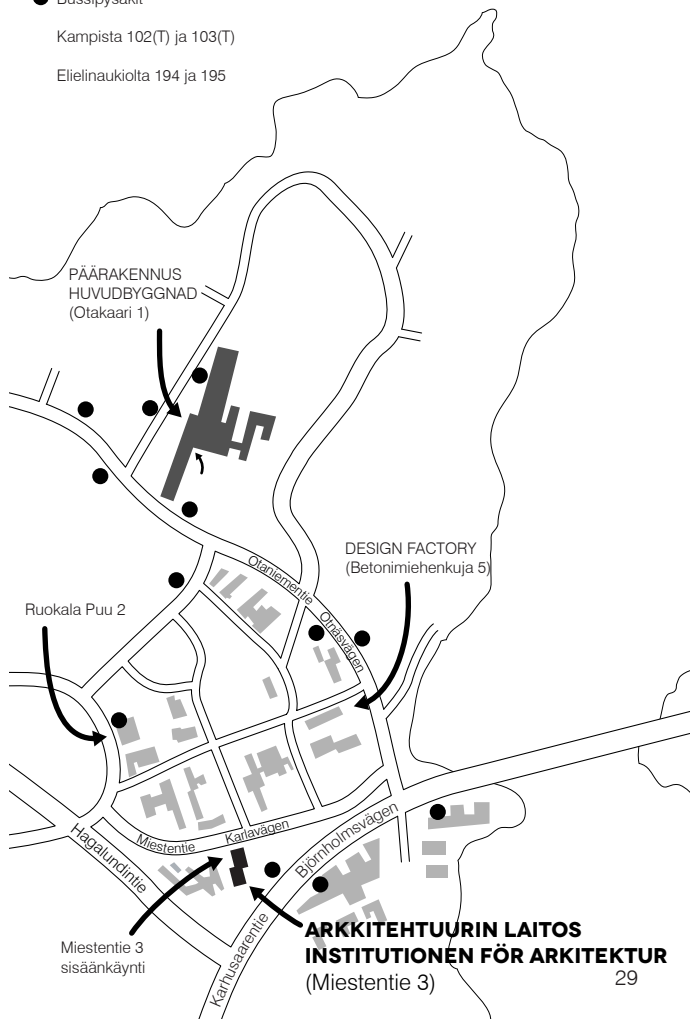 Bussipysäkit
Kampista 102(T) ja 103(T)
Elielinaukiolta 194 ja 195
PÄÄRAKENNUS
HUVUDBYGGNAD
(Otakaari 1)
DESIGN FACTORY
(Betonimiehenkuja 5)
Otaniementie
Otnäsvägen
Ruokala Puu 2
Hagalundintie
Miestentie
Karlavägen
Björnholmsvägen
Karhusaarentie
Miestentie 3
sisäänkäynti
ARKKITEHTUURIN LAITOS
INSTITUTIONEN FÖR ARKITEKTUR
(Miestentie 3)
29